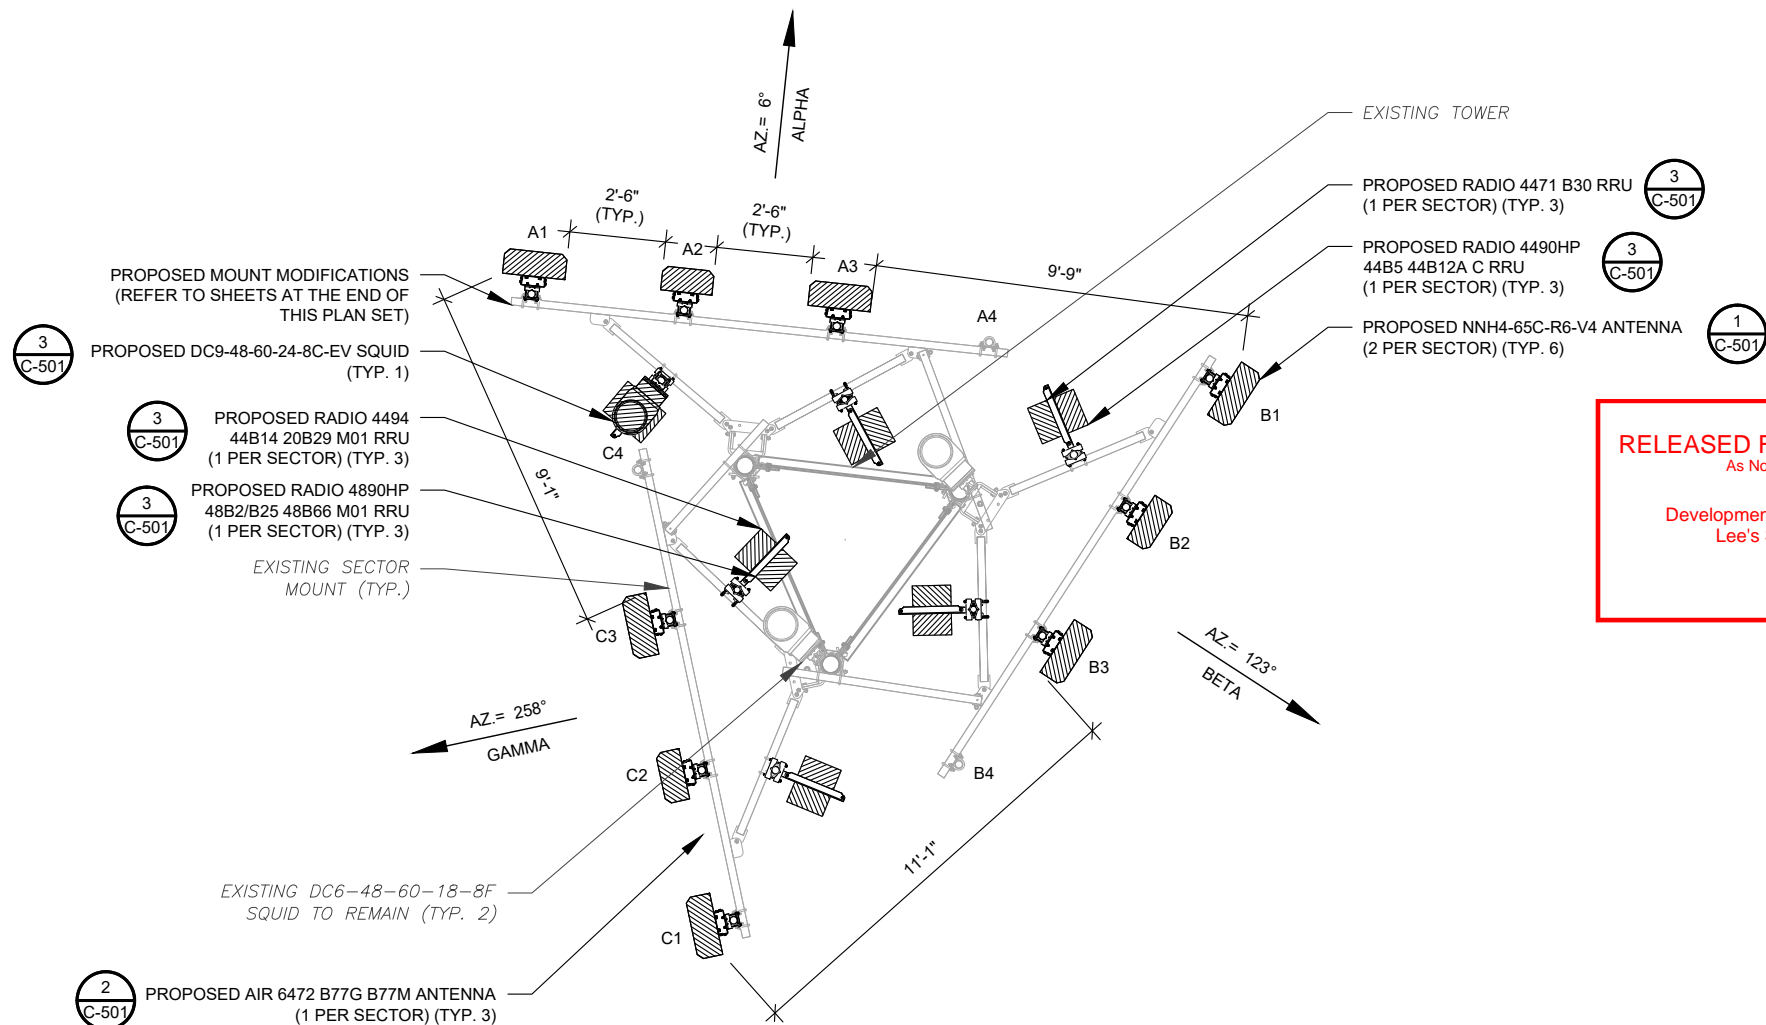 AZ.= 6°
ALPHA
2'-6"
(TYP.)
2'-6"
(TYP.)
A1
A2
A3
A4
9'-9"
EXISTING TOWER
PROPOSED RADIO 4471 B30 RRU
(1 PER SECTOR) (TYP. 3)
3
C-501
PROPOSED RADIO 4490HP
44B5 44B12A C RRU
(1 PER SECTOR) (TYP. 3)
3
C-501
PROPOSED NNH4-65C-R6-V4 ANTENNA
(2 PER SECTOR) (TYP. 6)
1
C-501
PROPOSED MOUNT MODIFICATIONS
(REFER TO SHEETS AT THE END OF
THIS PLAN SET)
3
C-501
PROPOSED DC9-48-60-24-8C-EV SQUID
(TYP. 1)
3
C-501
PROPOSED RADIO 4494
44B14 20B29 M01 RRU
(1 PER SECTOR) (TYP. 3)
3
C-501
PROPOSED RADIO 4890HP
48B2/B25 48B66 M01 RRU
(1 PER SECTOR) (TYP. 3)
EXISTING SECTOR
MOUNT (TYP.)
9'-1"
C4
C3
C2
C1
B1
B2
B3
B4
RELEASED
As
Lee's
AZ.= 123°
BETA
AZ.= 258°
GAMMA
11'-1"
EXISTING DC6-48-60-18-8F
SQUID TO REMAIN (TYP. 2)
2
C-501
PROPOSED AIR 6472 B77G B77M ANTENNA
(1 PER SECTOR) (TYP. 3)